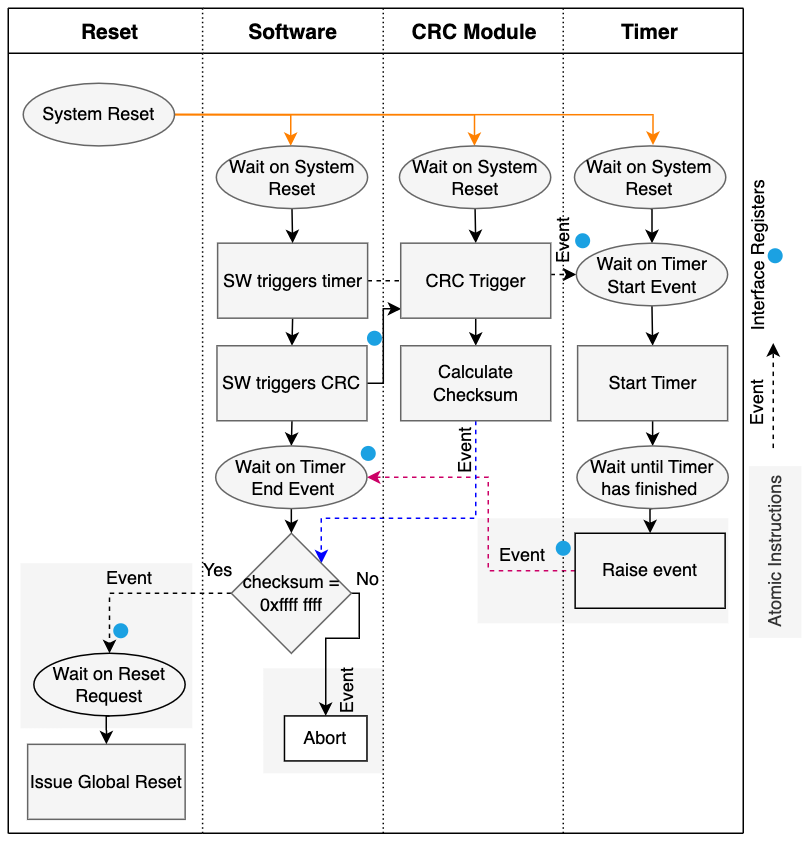 Reset
Software
CRC Module
Timer
System Reset
Wait on System
Reset
Wait on System
Reset
Wait on System
Reset
SW triggers timer
CRC Trigger
Event
Wait on Timer
Start Event
Interface Registers
SW triggers CRC
Calculate
Checksum
Start Timer
Event
Wait on Timer
End Event
Event
Wait until Timer
has finished
Atomic Instructions
Event
Raise event
Yes
checksum =
0xffff ffff
No
Event
Wait on Reset
Request
Event
Abort
Issue Global Reset